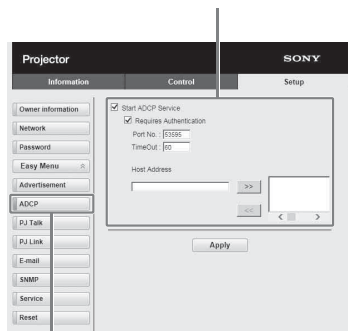 Projector SONY
Information Control Setup
Owner information
Network
Password
Easy Menu
Advertisement
ADCP
PJ Talk
PJ Link
E-mail
SNMP
Service
Reset
Start ADCP Service
Requires Authentication
Port No. : 53595
TimeOut : 60
Host Address
>>
<<
< >
Apply